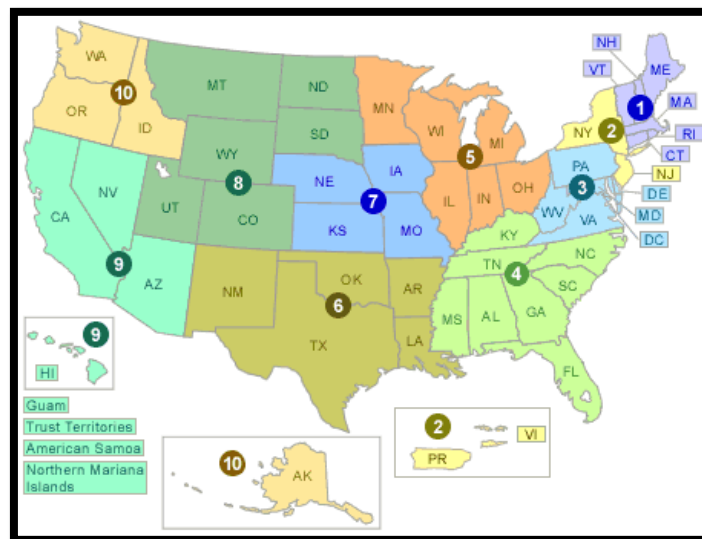 WA
MT
ND
MN
NH
VT
ME
10
OR
ID
SD
WI
MI
NY
2
1
MA
RI
CT
WY
8
5
PA
NJ
NV
NE
IA
3
DE
CA
UT
CO
7
IL
IN
OH
WV
MD
VA
DC
KS
MO
KY
9
AZ
NM
OK
6
AR
TN
4
NC
SC
TX
LA
MS
AL
GA
FL
9
HI
Guam
Trust Territories
American Samoa
Northern Mariana
Islands
10
AK
2
VI
PR